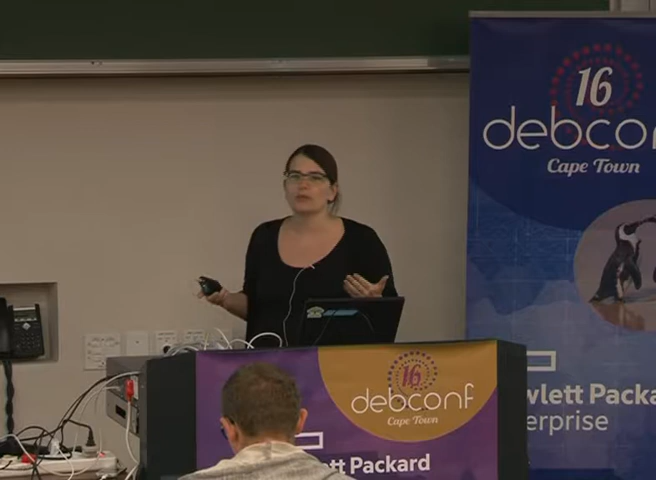 16
debconf
Cape Town
wlett Packa
erprise
16
debconf
Cape Town
tt Packard